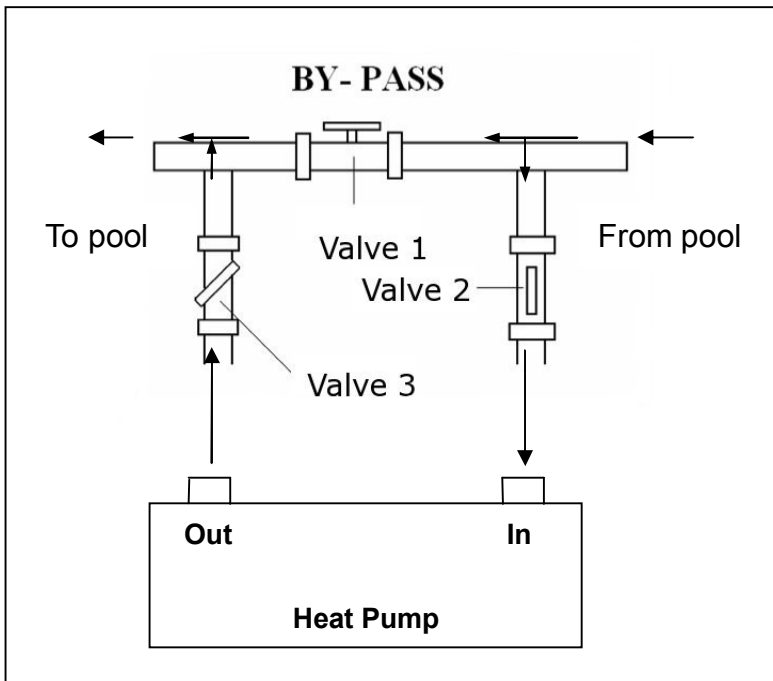 BY- PASS
To pool
Valve 1
From pool
Valve 2
Valve 3
Out
In
Heat Pump